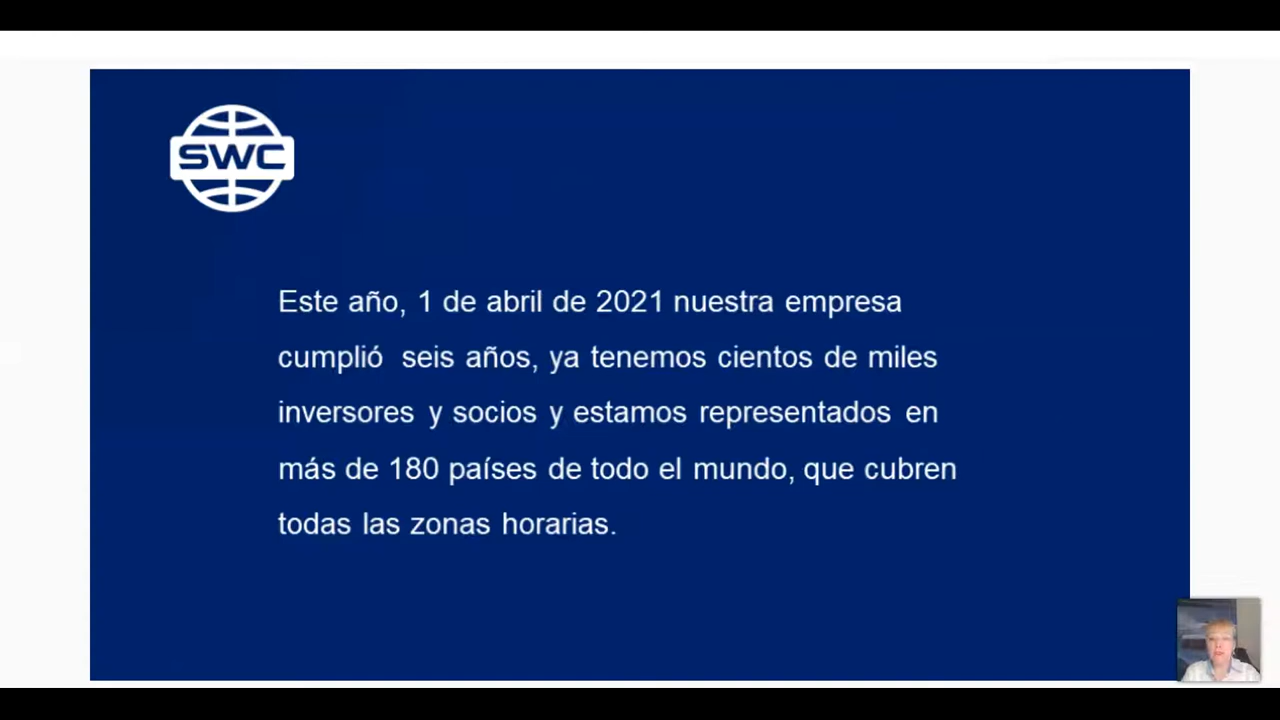 SWC
Este año, 1 de abril de 2021 nuestra empresa
cumplió seis años, ya tenemos cientos de miles
inversores y socios y estamos representados en
más de 180 países de todo el mundo, que cubren
todas las zonas horarias.